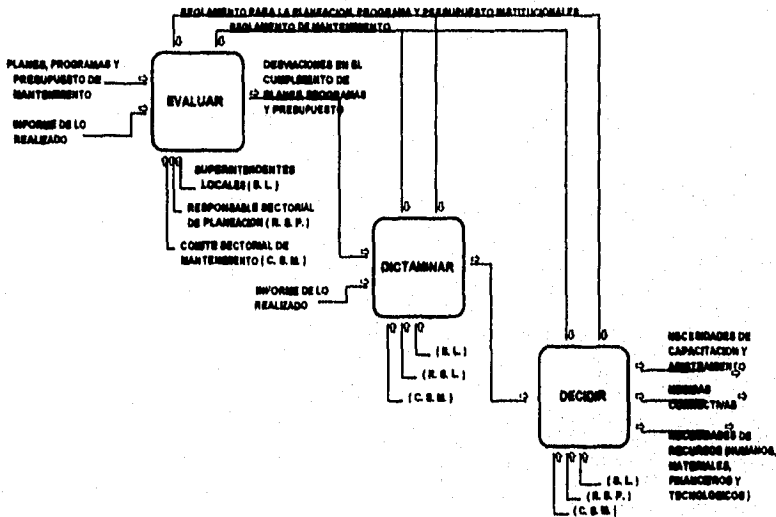 REGLAMENTO PARA LA PLANEACION, PROGRAMA Y PRESUPUESTO INSTITUCIONALES
REGLAMENTO DE MANTENIMIENTO
PLANES, PROGRAMAS Y
PRESUPUESTO DE
MANTENIMIENTO
INFORME DE LO
REALIZADO
EVALUAR
DESVIACIONES EN EL
CUMPLIMIENTO DE
PLANES, PROGRAMAS
Y PRESUPUESTO
SUPERINTENDENTES
LOCALES ( S. L. )
RESPONSABLE SECTORIAL
DE PLANEACION ( R. S. P. )
COMITE SECTORIAL DE
MANTENIMIENTO ( C. S. M. )
DICTAMINAR
INFORME DE LO
REALIZADO
( S. L. )
( R. S. L. )
( C. S. M. )
DECIDIR
NECESIDADES DE
CAPACITACION Y
ADIESTRAMIENTO
MEDIDAS
CORRECTIVAS
NECESIDADES DE
RECURSOS (HUMANOS,
MATERIALES,
FINANCIEROS Y
TECNOLOGICOS )
( S. L. )
( R. S. P. )
( C. S. M. )